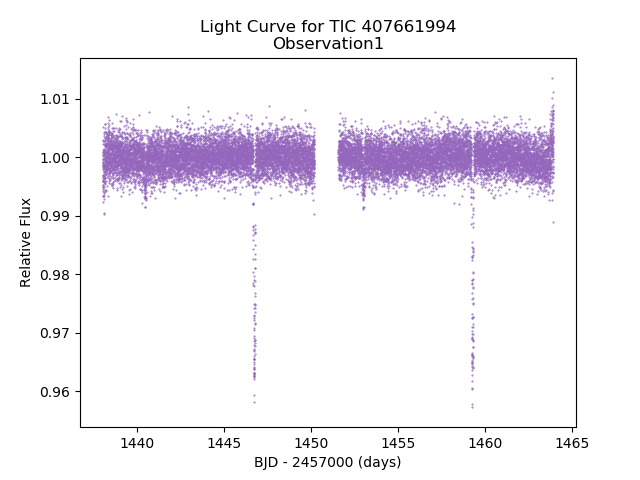 Light Curve for TIC 407661994
Observation1
Relative Flux
1.01
1.00
0.99
0.98
0.97
0.96
1440 1445 1450 1455 1460 1465
BJD - 2457000 (days)